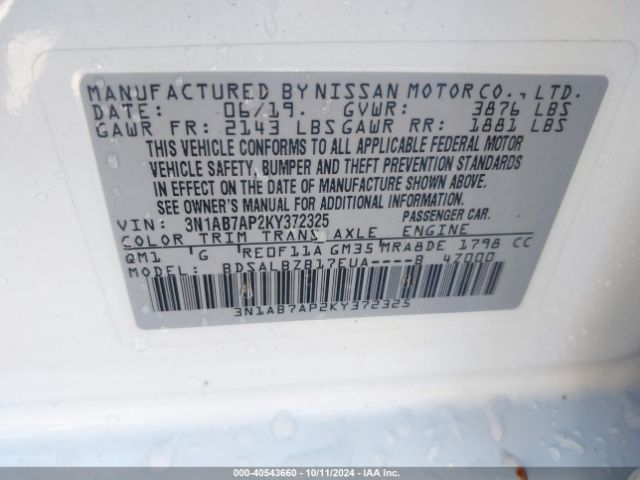 MANUFACTURED BY NISSAN MOTOR CO., LTD.
DATE: 06/19. GVWR: 3876 LBS
GAWR FR: 2143 LBS GAWR RR: 1881 LBS
THIS VEHICLE CONFORMS TO ALL APPLICABLE FEDERAL MOTOR
VEHICLE SAFETY, BUMPER AND THEFT PREVENTION STANDARDS
IN EFFECT ON THE DATE OF MANUFACTURE SHOWN ABOVE.
SEE OWNER'S MANUAL FOR ADDITIONAL INFORMATION
VIN: 3N1AB7AP2KY372325 PASSENGER CAR.
COLOR TRIM TRANS AXLE ENGINE
QM1 G RE0F11A GM35 MRA8DE 1798 CC
MODEL: BDSALBZB17EUA----B 4Z000
3N1AB7AP2KY372325
000-40543660 - 10/11/2024 - IAA Inc.